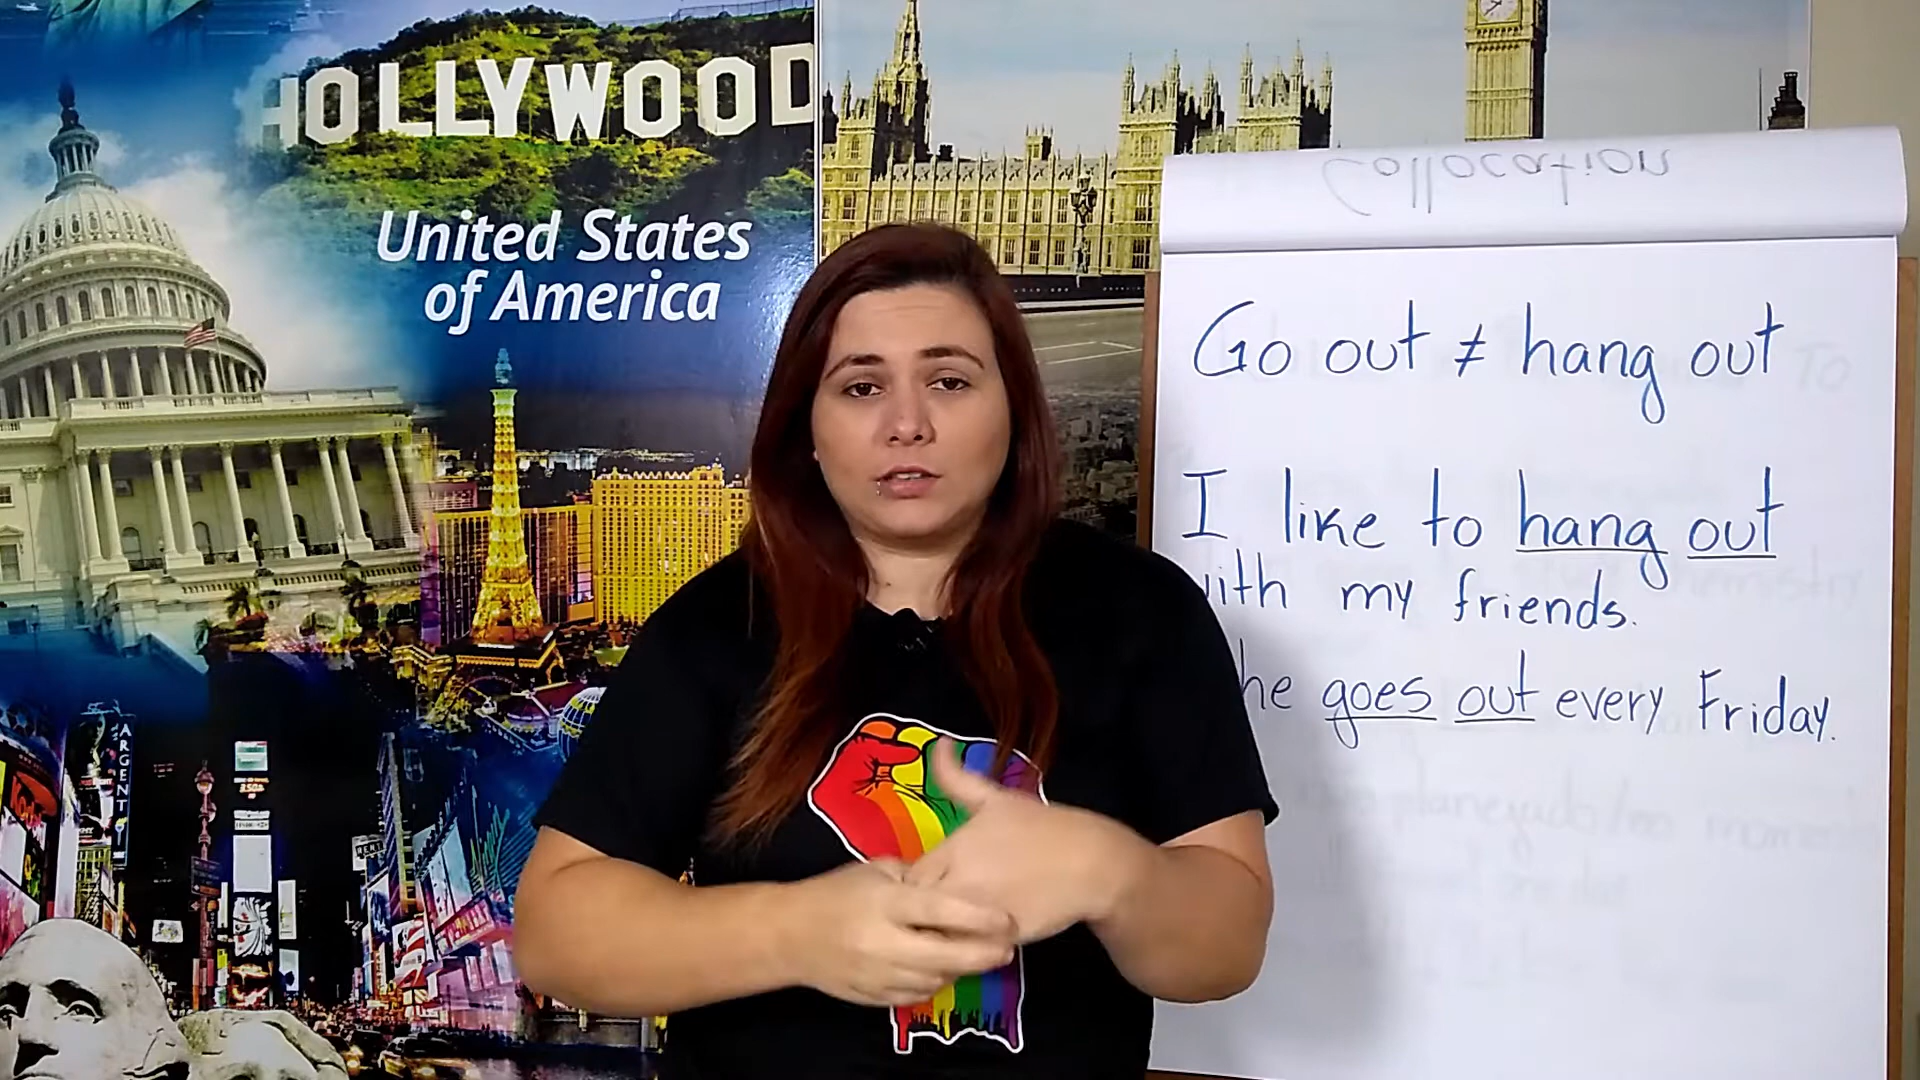 HOLLYWOOD
United States
of America
ARGENT
Collocation
Go out ≠ hang out
I like to hang out
with my friends.
he goes out every Friday.